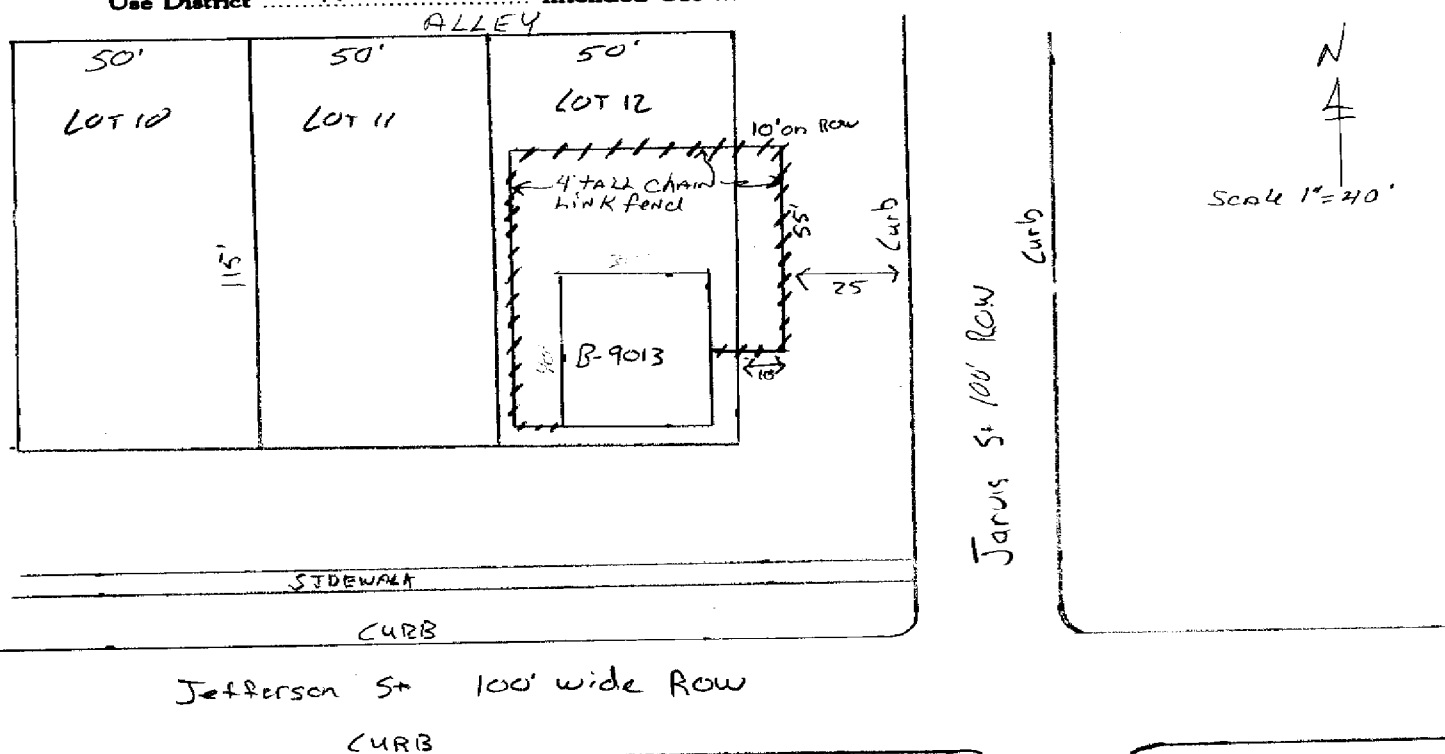 Use District
ALLEY
50'
50'
50'
LOT 10
LOT 11
LOT 12
10' on ROW
4' TALL CHAIN
LINK fence
N
Scale 1"=40'
115'
55'
25
Curb
Curb
Jarvis St 100' ROW
B-9013
10'
SIDEWALK
CURB
Jefferson St 100' wide ROW
CURB